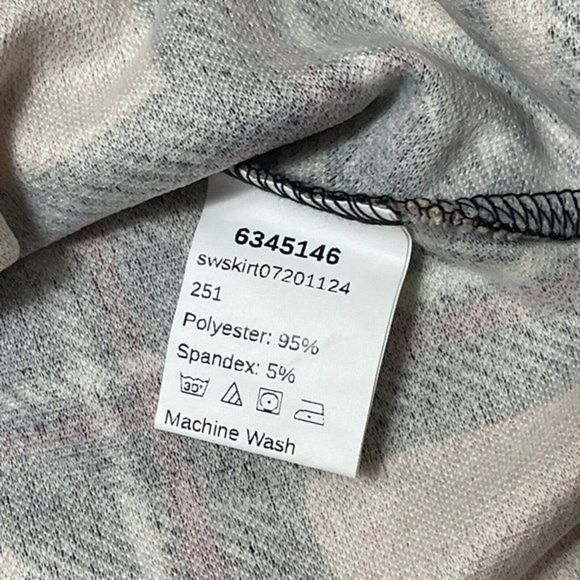 6345146
swskirt07201124
251
Polyester: 95%
Spandex: 5%
30°
Machine Wash